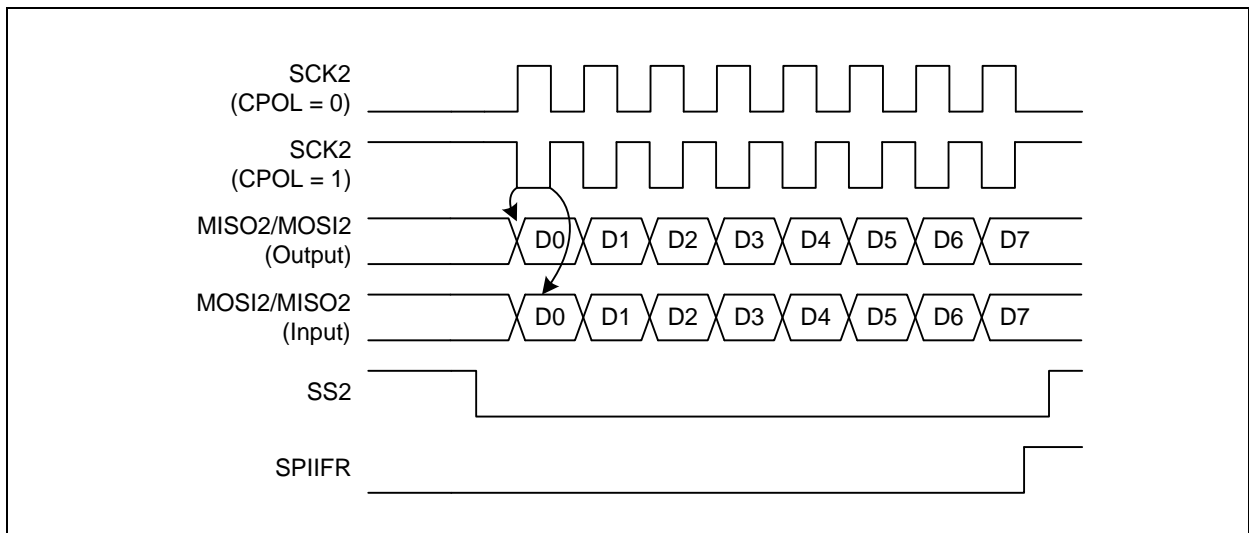 SCK2
(CPOL = 0)
SCK2
(CPOL = 1)
MISO2/MOSI2
(Output)
D0 D1 D2 D3 D4 D5 D6 D7
MOSI2/MISO2
(Input)
D0 D1 D2 D3 D4 D5 D6 D7
SS2
SPIIFR